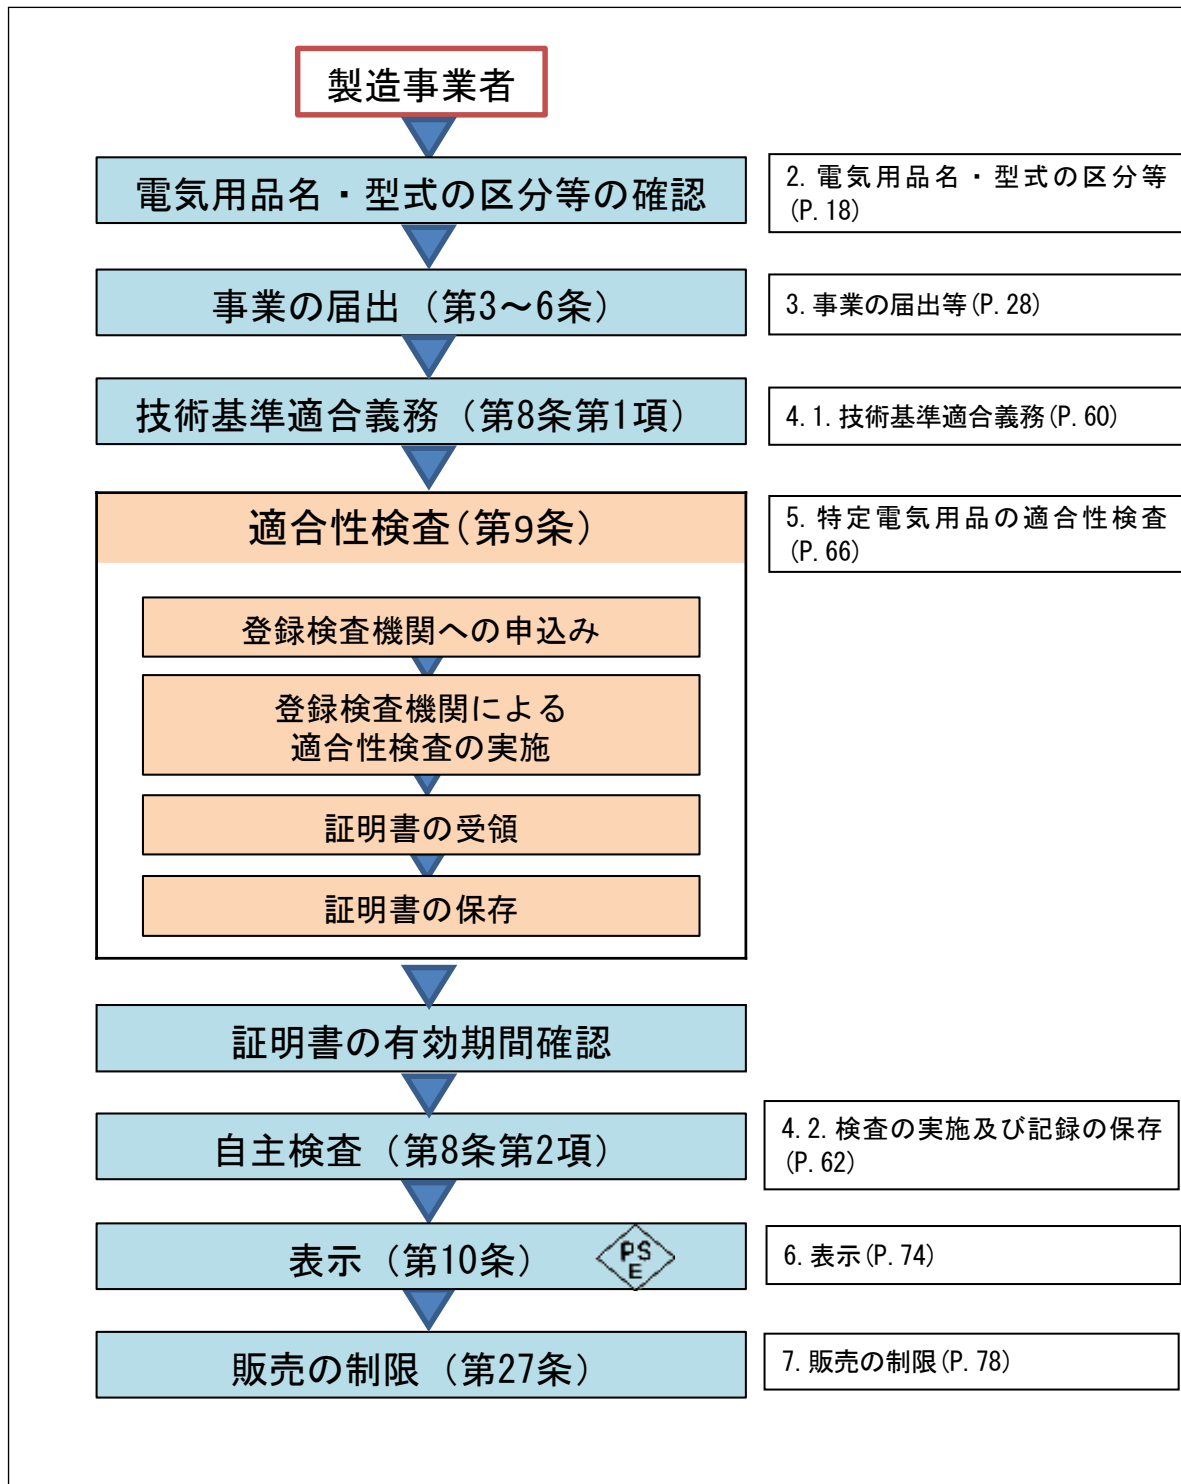 製造事業者
電気用品名・型式の区分等の確認
2. 電気用品名・型式の区分等
(P. 18)
事業の届出（第3～6条）
3. 事業の届出等(P. 28)
技術基準適合義務（第8条第1項）
4. 1. 技術基準適合義務(P. 60)
適合性検査(第9条)
5. 特定電気用品の適合性検査
(P. 66)
登録検査機関への申込み
登録検査機関による
適合性検査の実施
証明書の受領
証明書の保存
証明書の有効期間確認
自主検査（第8条第2項）
4. 2. 検査の実施及び記録の保存
(P. 62)
表示（第10条）
PS
E
6. 表示(P. 74)
販売の制限（第27条）
7. 販売の制限(P. 78)